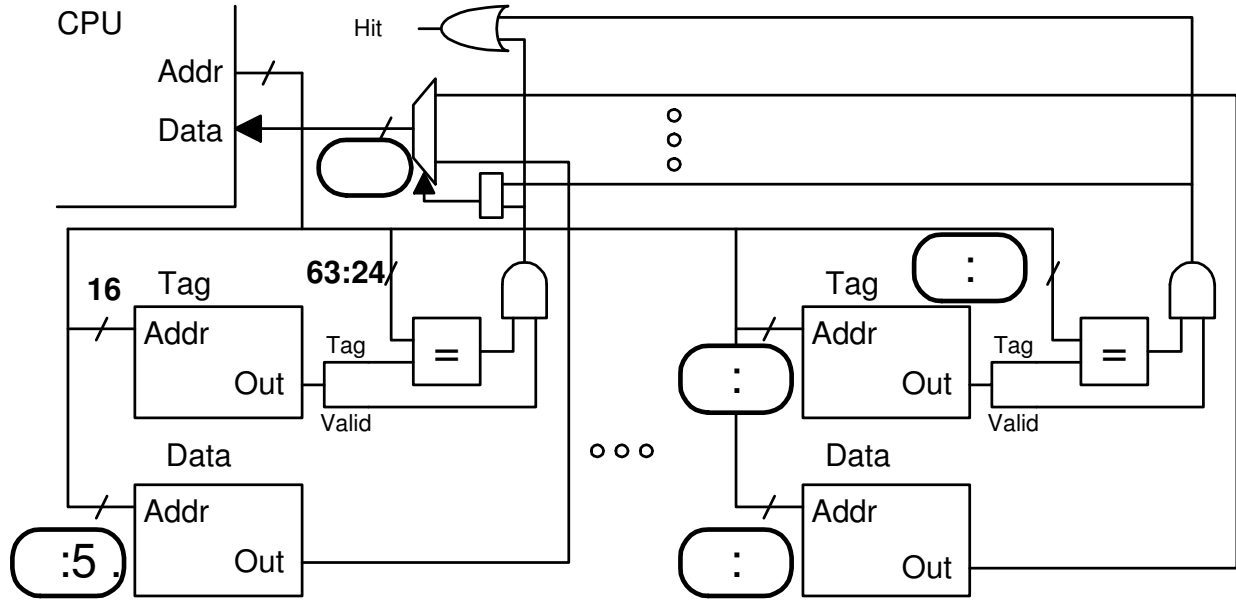 CPU
Hit
Addr
Data
63:24
:
16
Tag
Tag
Addr
=
Addr
=
Tag
Tag
Out
:
Out
Valid
Valid
Data
Data
Addr
Addr
:5 .
Out
:
Out